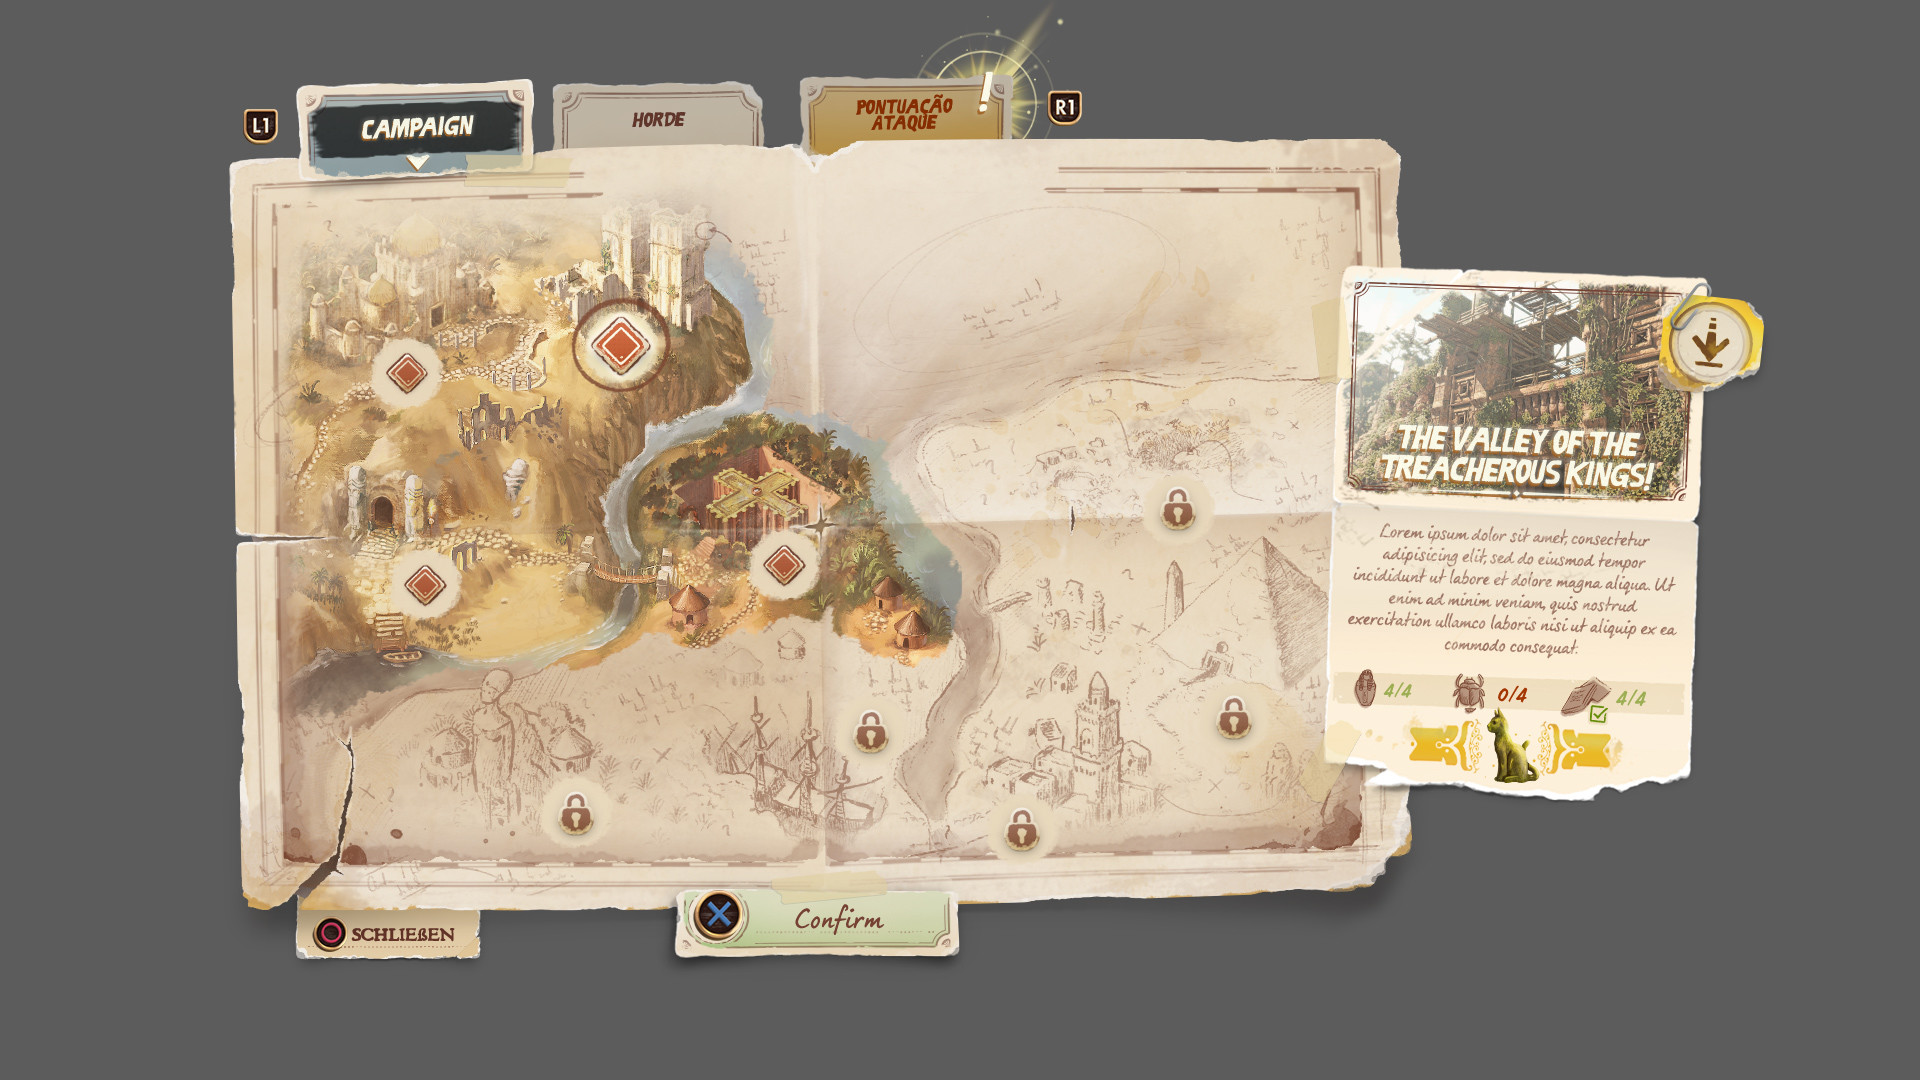 L1
CAMPAIGN
HORDE
PONTUAÇÃO
ATAQUE
!
R1
THE VALLEY OF THE
TREACHEROUS KINGS!
Lorem ipsum dolor sit amet, consectetur
adipisicing elit, sed do eiusmod tempor
incididunt ut labore et dolore magna aliqua. Ut
enim ad minim veniam, quis nostrud
exercitation ullamco laboris nisi ut aliquip ex ea
commodo consequat.
4/4
0/4
4/4
SCHLIEßEN
Confirm